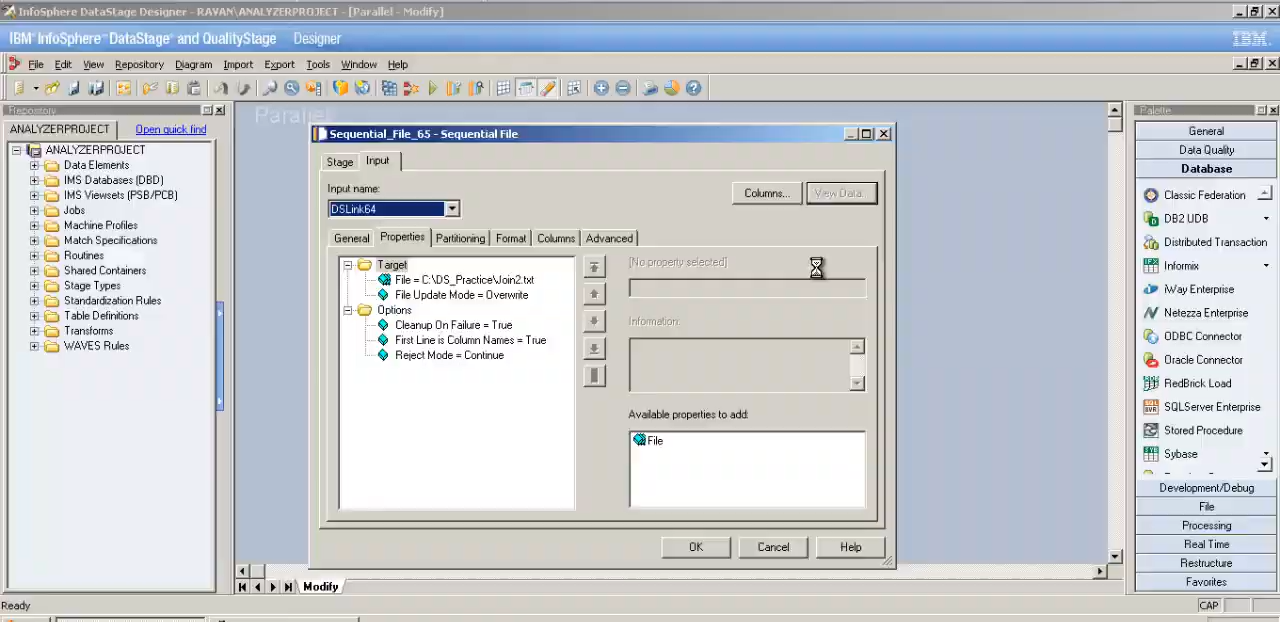 InfoSphere DataStage Designer - RAVAN\ANALYZERPROJECT - [Parallel - Modify]
IBM InfoSphere DataStage and QualityStage Designer
IBM
File Edit View Repository Diagram Import Export Tools Window Help
Repository
ANALYZERPROJECT Open quick find
ANALYZERPROJECT
Data Elements
IMS Databases (DBD)
IMS Viewsets (PSB/PCB)
Jobs
Machine Profiles
Match Specifications
Routines
Shared Containers
Stage Types
Standardization Rules
Table Definitions
Transforms
WAVES Rules
Parallel
Sequential_File_65 - Sequential File
Stage Input
Input name:
DSLink64
Columns... View Data...
General Properties Partitioning Format Columns Advanced
Target
File = C:\DS_Practice\Join2.txt
File Update Mode = Overwrite
Options
Cleanup On Failure = True
First Line is Column Names = True
Reject Mode = Continue
[No property selected]
Information:
Available properties to add:
File
OK Cancel Help
Modify
Palette
General
Data Quality
Database
Classic Federation
DB2 UDB
Distributed Transaction
Informix
iWay Enterprise
Netezza Enterprise
ODBC Connector
Oracle Connector
RedBrick Load
SQLServer Enterprise
Stored Procedure
Sybase
Development/Debug
File
Processing
Real Time
Restructure
Favorites
Ready
CAP